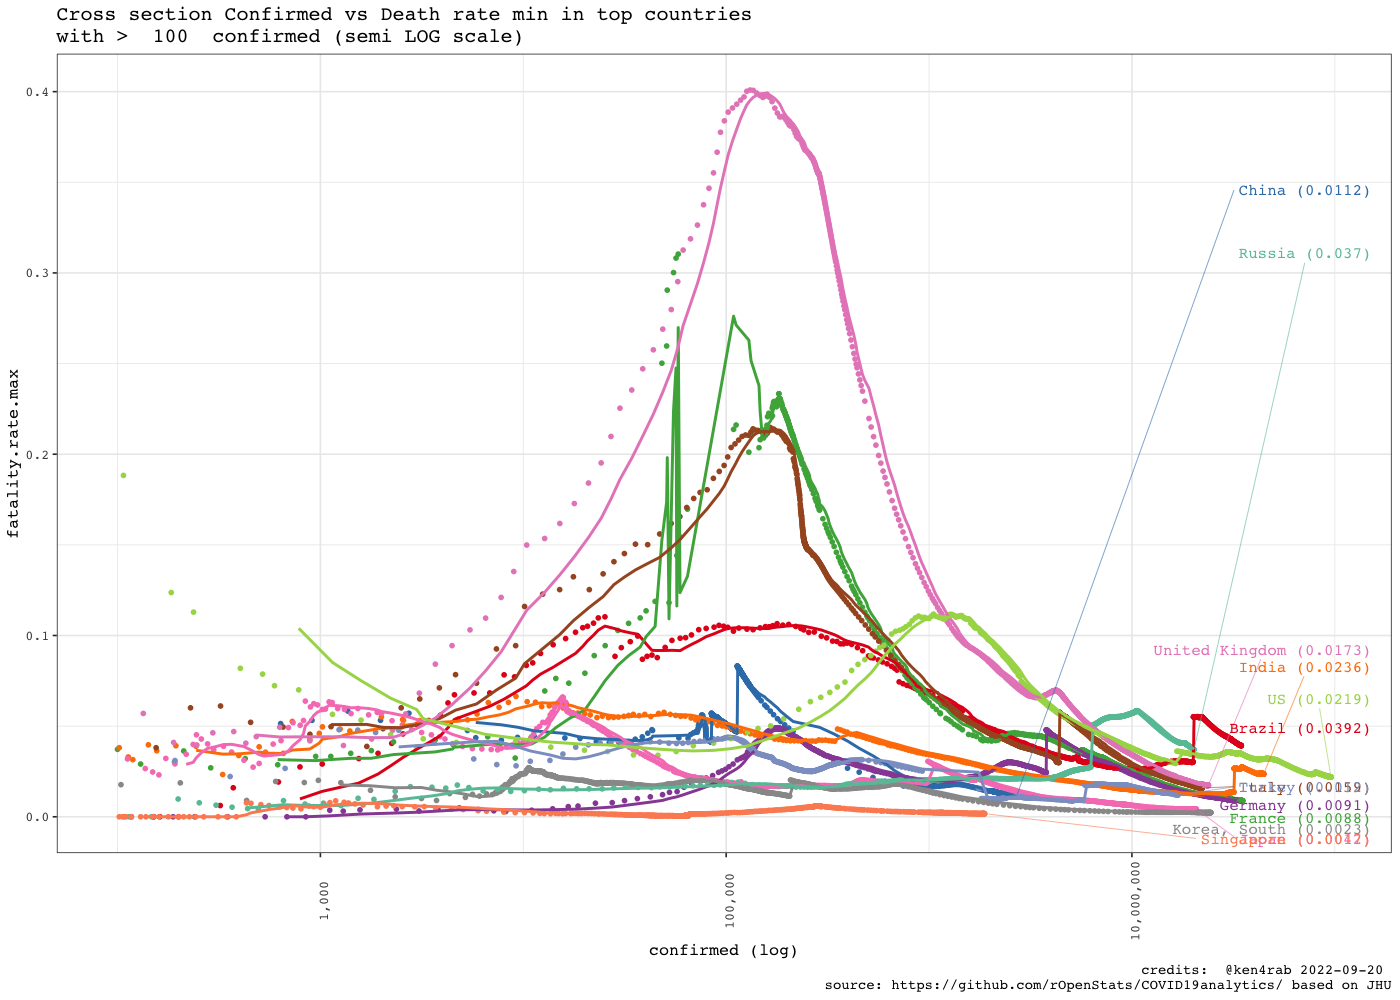 Cross section Confirmed vs Death rate min in top countries
with >  100  confirmed (semi LOG scale)
fatality.rate.max
0.4
0.3
0.2
0.1
0.0
China (0.0112)
Russia (0.037)
United Kingdom (0.0173)
India (0.0236)
US (0.0219)
Brazil (0.0392)
Germany (0.0091)
France (0.0088)
Korea, South (0.0023)
1,000
100,000
10,000,000
confirmed (log)
credits:  @ken4rab 2022-09-20
source: https://github.com/rOpenStats/COVID19analytics/ based on JHU